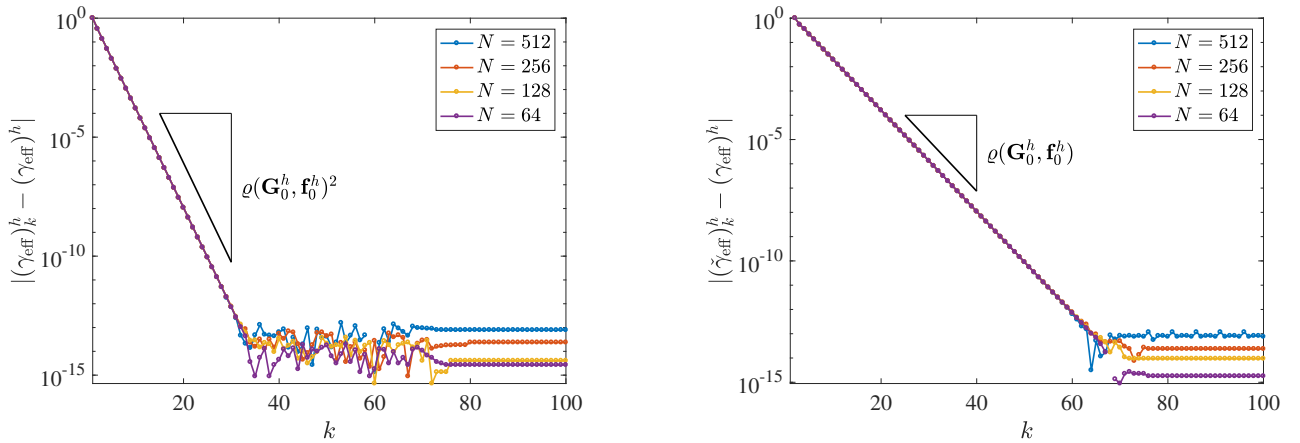 10^0
10^-5
10^-10
10^-15
|(γ_eff)^h_k − (γ_eff)^h|
N = 512
N = 256
N = 128
N = 64
ϱ(G^h_0, f^h_0)^2
20 40 60 80 100
k
10^0
10^-5
10^-10
10^-15
|(γ̌_eff)^h_k − (γ_eff)^h|
N = 512
N = 256
N = 128
N = 64
ϱ(G^h_0, f^h_0)
20 40 60 80 100
k